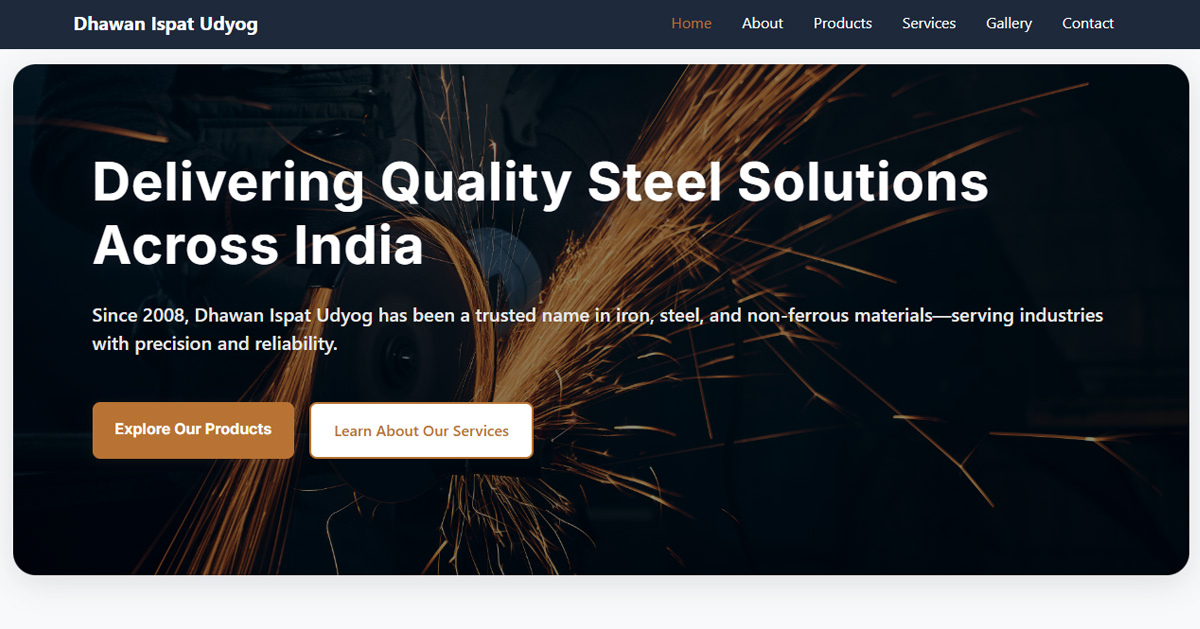 Dhawan Ispat Udyog
Home About Products Services Gallery Contact
Delivering Quality Steel Solutions
Across India
Since 2008, Dhawan Ispat Udyog has been a trusted name in iron, steel, and non-ferrous materials—serving industries
with precision and reliability.
Explore Our Products
Learn About Our Services